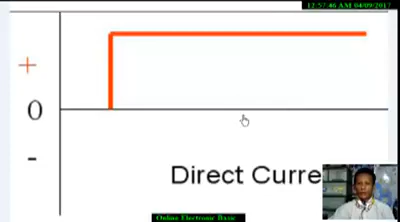 12:57:46 AM 04/09/2017
+
0
-
Direct Curre
Online Electronic Basic